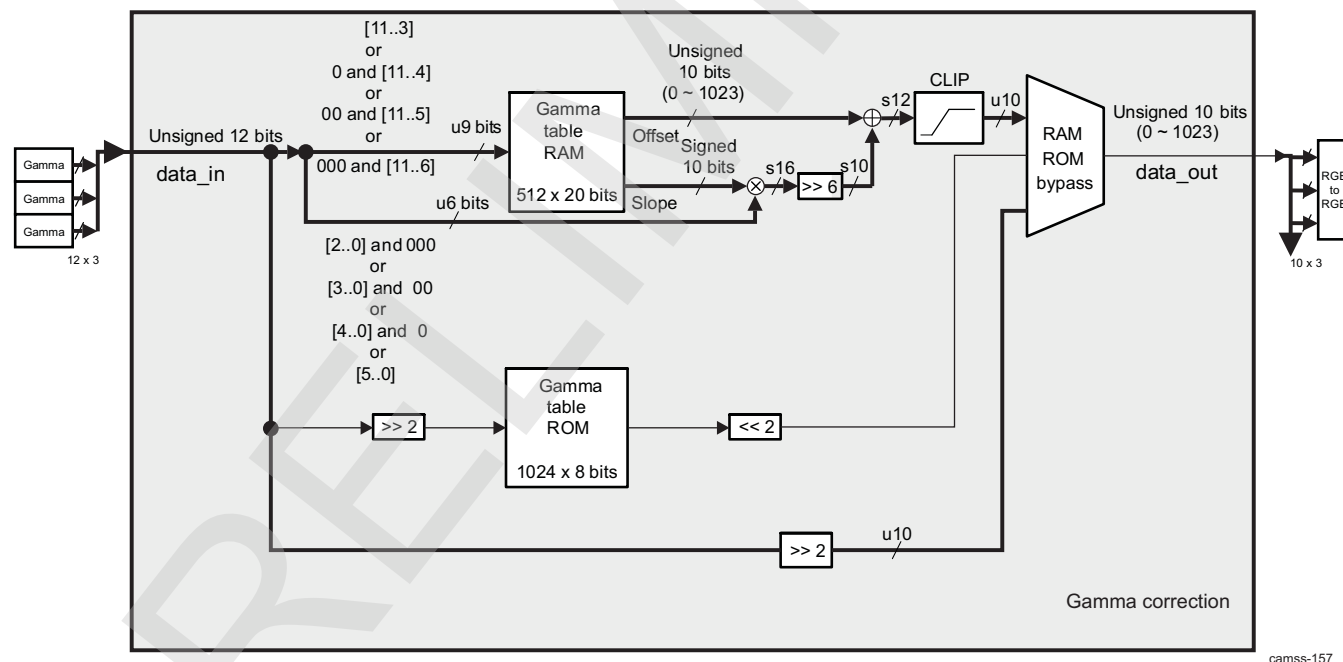 [11..3]
or
0 and [11..4]
or
00 and [11..5]
or
000 and [11..6]
Unsigned 12 bits
data_in
Gamma
Gamma
Gamma
12 x 3
u9 bits
u6 bits
Gamma
table
RAM
512 x 20 bits
Unsigned
10 bits
(0 ~ 1023)
Offset
Signed
10 bits
Slope
s16
>> 6
s10
s12
CLIP
u10
RAM
ROM
bypass
Unsigned 10 bits
(0 ~ 1023)
data_out
RGB
to
RGB
10 x 3
[2..0] and 000
or
[3..0] and 00
or
[4..0] and 0
or
[5..0]
>> 2
Gamma
table
ROM
1024 x 8 bits
<< 2
>> 2
u10
Gamma correction
camss-157